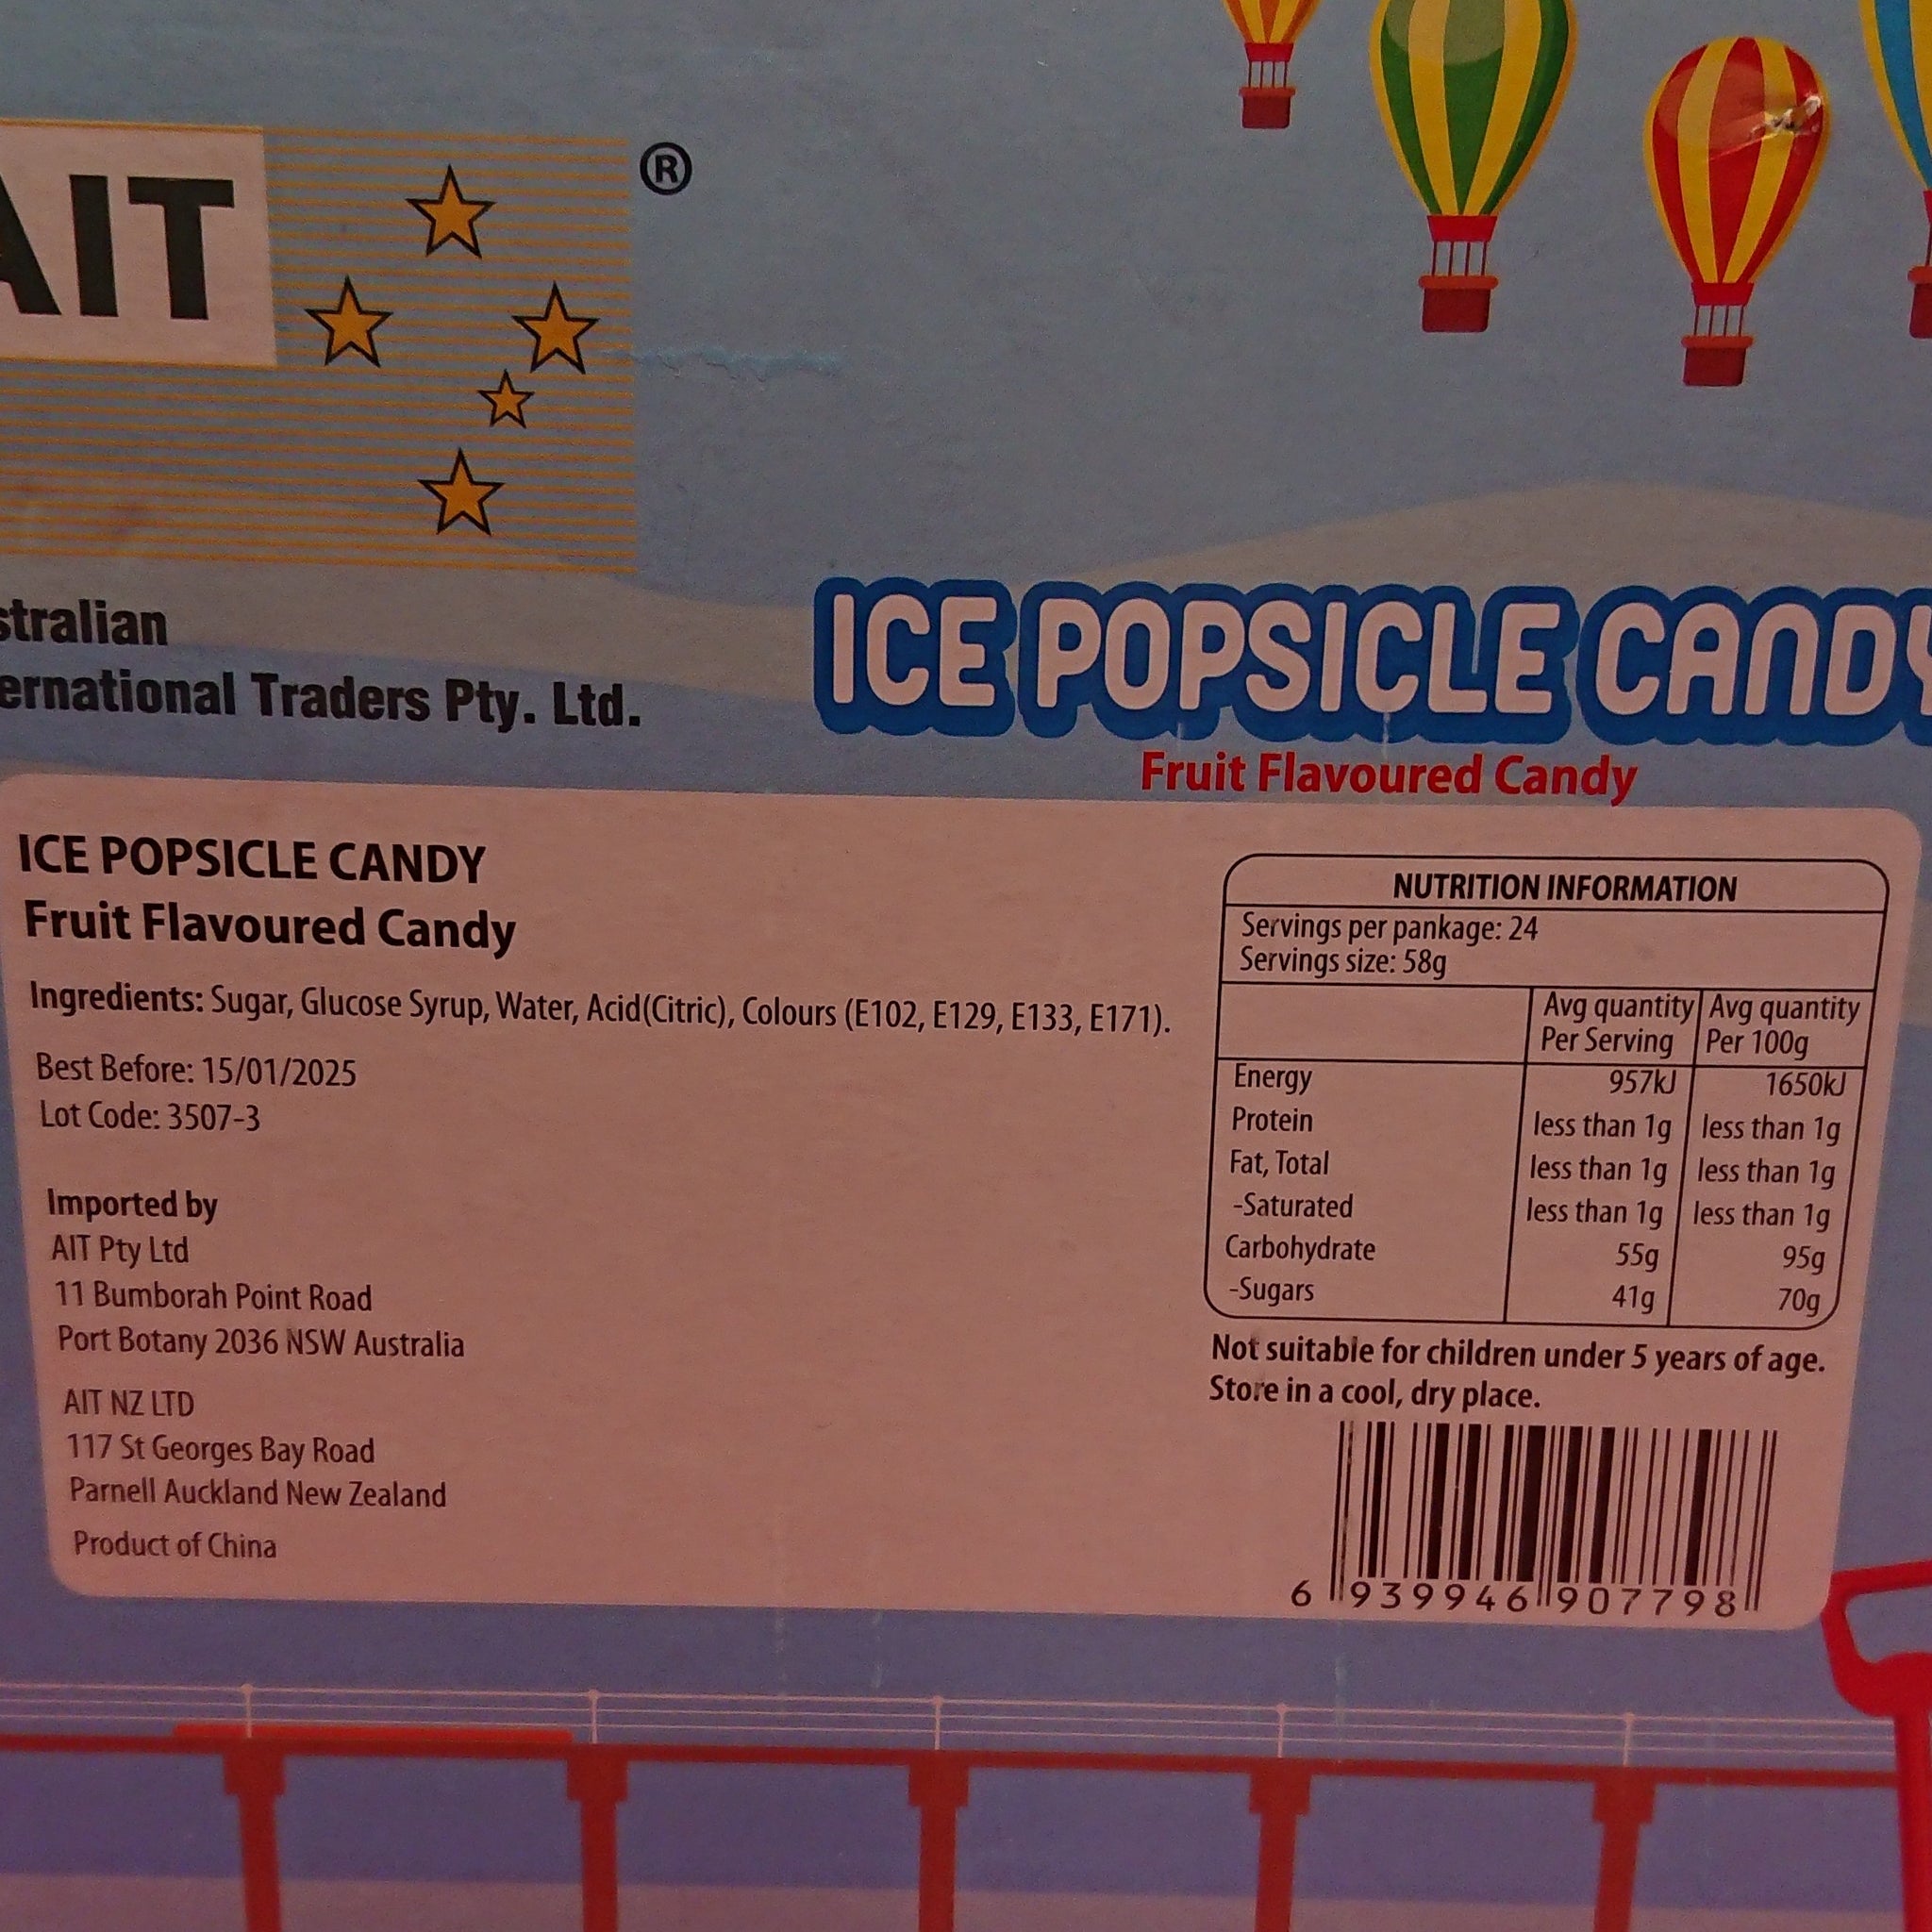 AIT ®
stralian
ernational Traders Pty. Ltd.
ICE POPSICLE CANDY
Fruit Flavoured Candy
ICE POPSICLE CANDY
Fruit Flavoured Candy
Ingredients: Sugar, Glucose Syrup, Water, Acid(Citric), Colours (E102, E129, E133, E171).
Best Before: 15/01/2025
Lot Code: 3507-3
Imported by
AIT Pty Ltd
11 Bumborah Point Road
Port Botany 2036 NSW Australia
AIT NZ LTD
117 St Georges Bay Road
Parnell Auckland New Zealand
Product of China
NUTRITION INFORMATION
Servings per pankage: 24
Servings size: 58g
Avg quantity Per Serving Avg quantity Per 100g
Energy 957kJ 1650kJ
Protein less than 1g less than 1g
Fat, Total less than 1g less than 1g
-Saturated less than 1g less than 1g
Carbohydrate 55g 95g
-Sugars 41g 70g
Not suitable for children under 5 years of age.
Store in a cool, dry place.
6 939946 907798